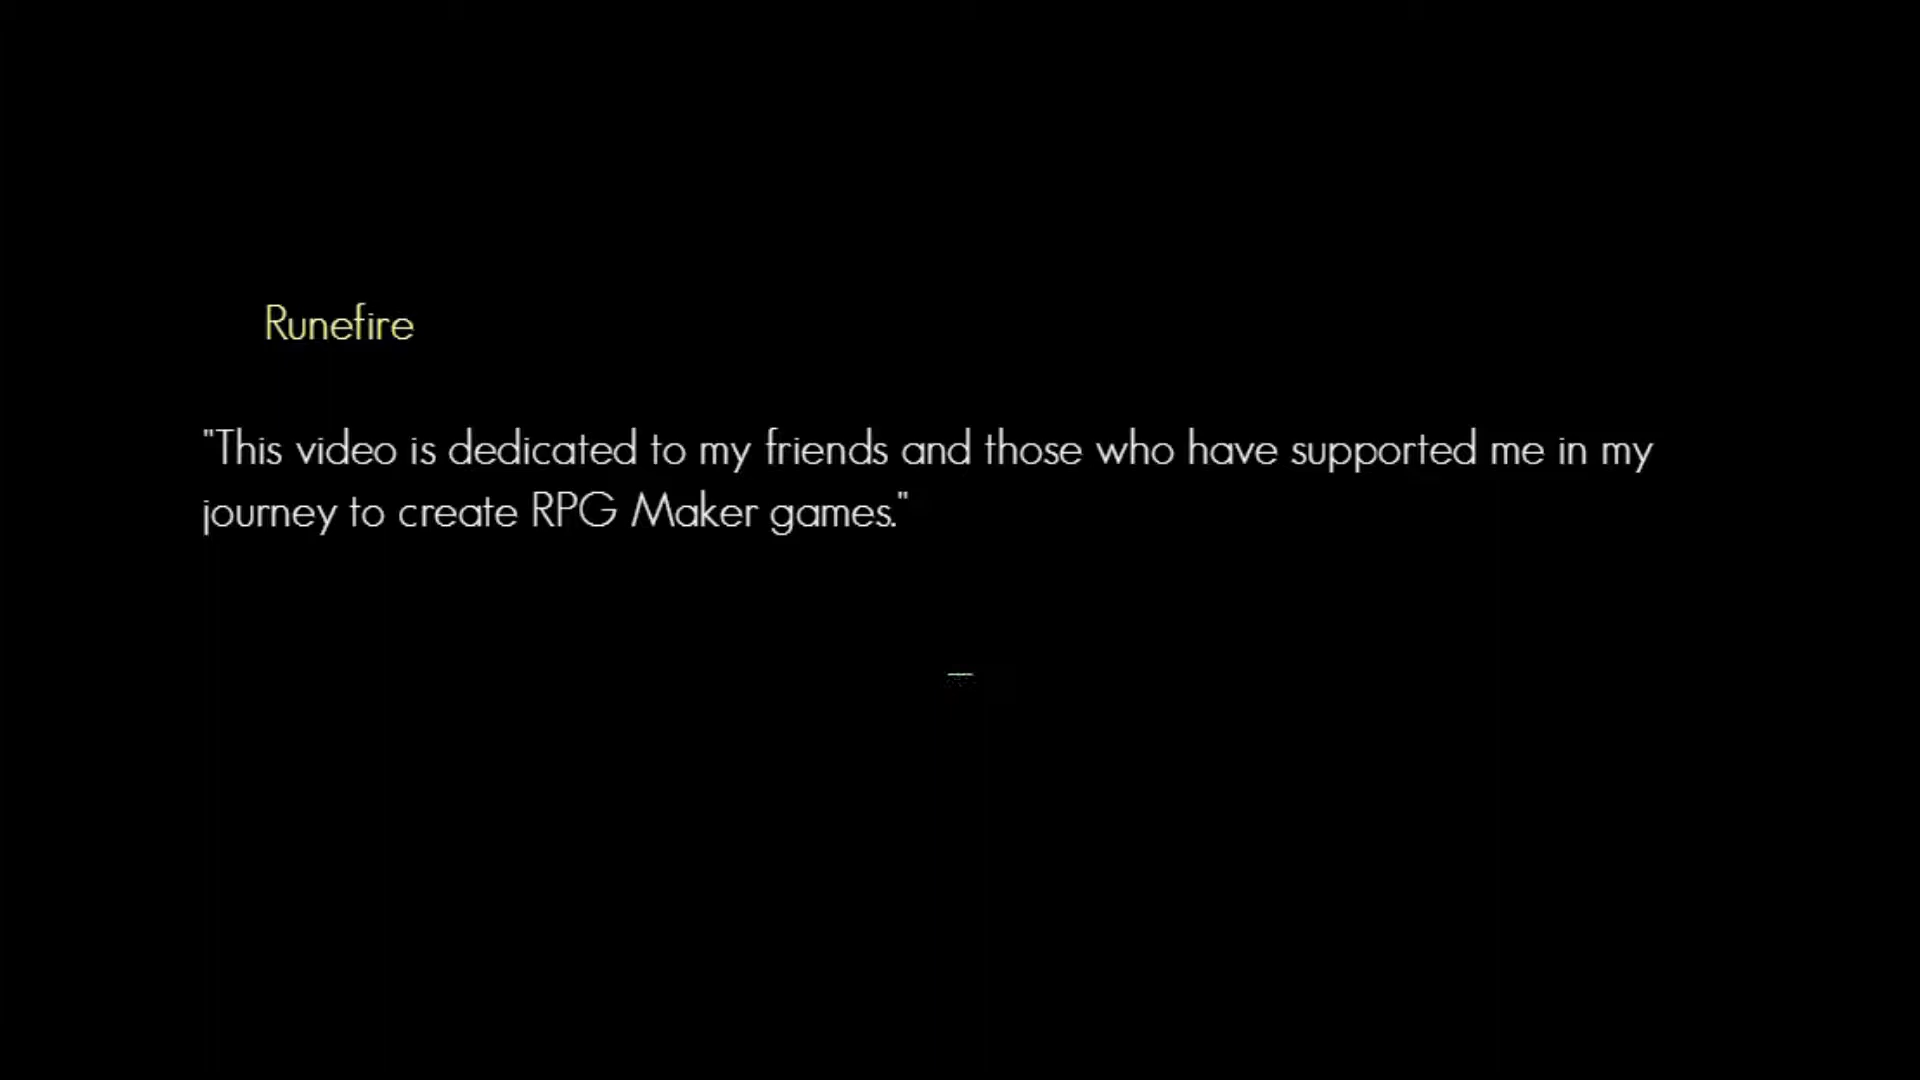 Runefire
"This video is dedicated to my friends and those who have supported me in my
journey to create RPG Maker games."